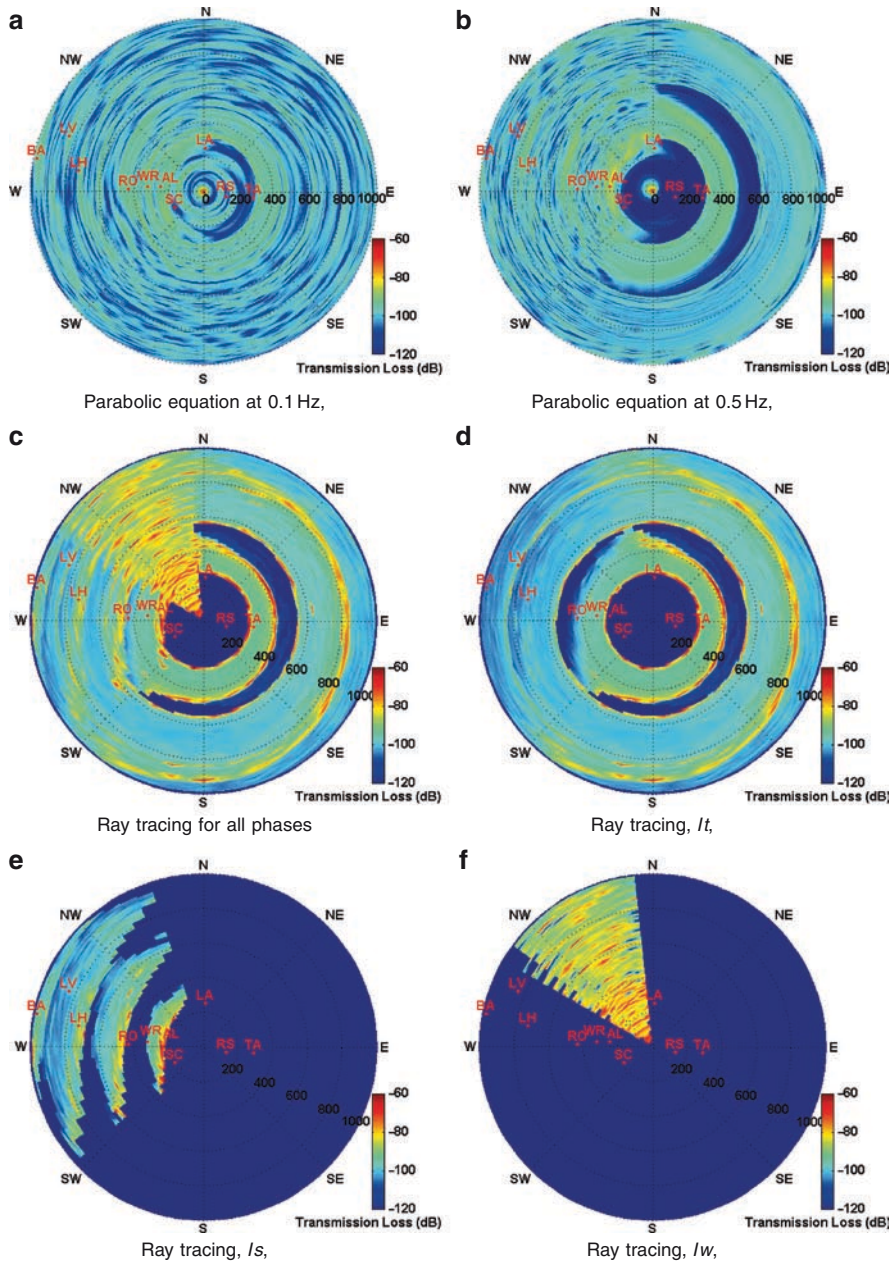 a
N
NW
NE
LV
BA
LH
LA
RO WR AL
W
SC
RS TA
0 200 400 600 800 1000 E
SW
SE
S
-60
-80
-100
-120
Transmission Loss (dB)
Parabolic equation at 0.1 Hz,
b
N
NW
NE
LV
BA
LH
LA
RO WR AL
W
SC
RS TA
0 200 400 600 800 1000 E
SW
SE
S
-60
-80
-100
-120
Transmission Loss (dB)
Parabolic equation at 0.5 Hz,
c
N
NW
NE
LV
BA
LH
LA
RO WR AL
W
SC
RS A
E
200
400
600
800
1000
SW
SE
S
-60
-80
-100
-120
Transmission Loss (dB)
Ray tracing for all phases
d
N
NW
NE
LV
BA
LH
LA
RO WR AL
W
SC
RS A
E
200
400
600
800
1000
SW
SE
S
-60
-80
-100
-120
Transmission Loss (dB)
Ray tracing, It,
e
N
NW
NE
LV
BA
LH
LA
RO WR AL
W
SC
RS TA
E
200
400
600
800
1000
SW
SE
S
-60
-80
-100
-120
Transmission Loss (dB)
Ray tracing, Is,
f
N
NW
NE
LV
BA
LH
LA
RO WR AL
W
SC
RS TA
E
200
400
600
800
1000
SW
SE
S
-60
-80
-100
-120
Transmission Loss (dB)
Ray tracing, Iw,